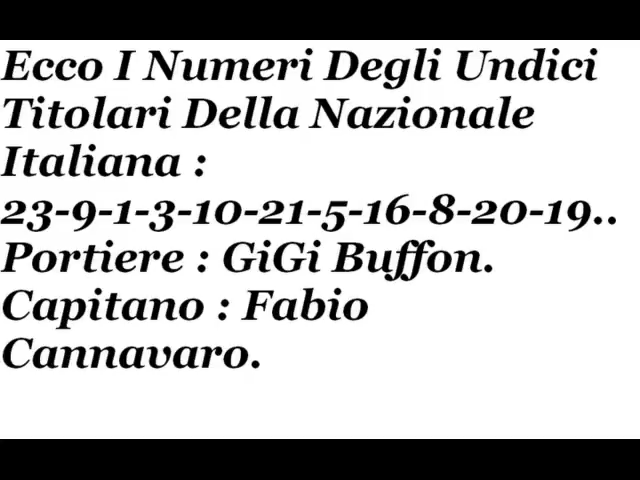 Ecco I Numeri Degli Undici
Titolari Della Nazionale
Italiana :
23-9-1-3-10-21-5-16-8-20-19..
Portiere : GiGi Buffon.
Capitano : Fabio
Cannavaro.